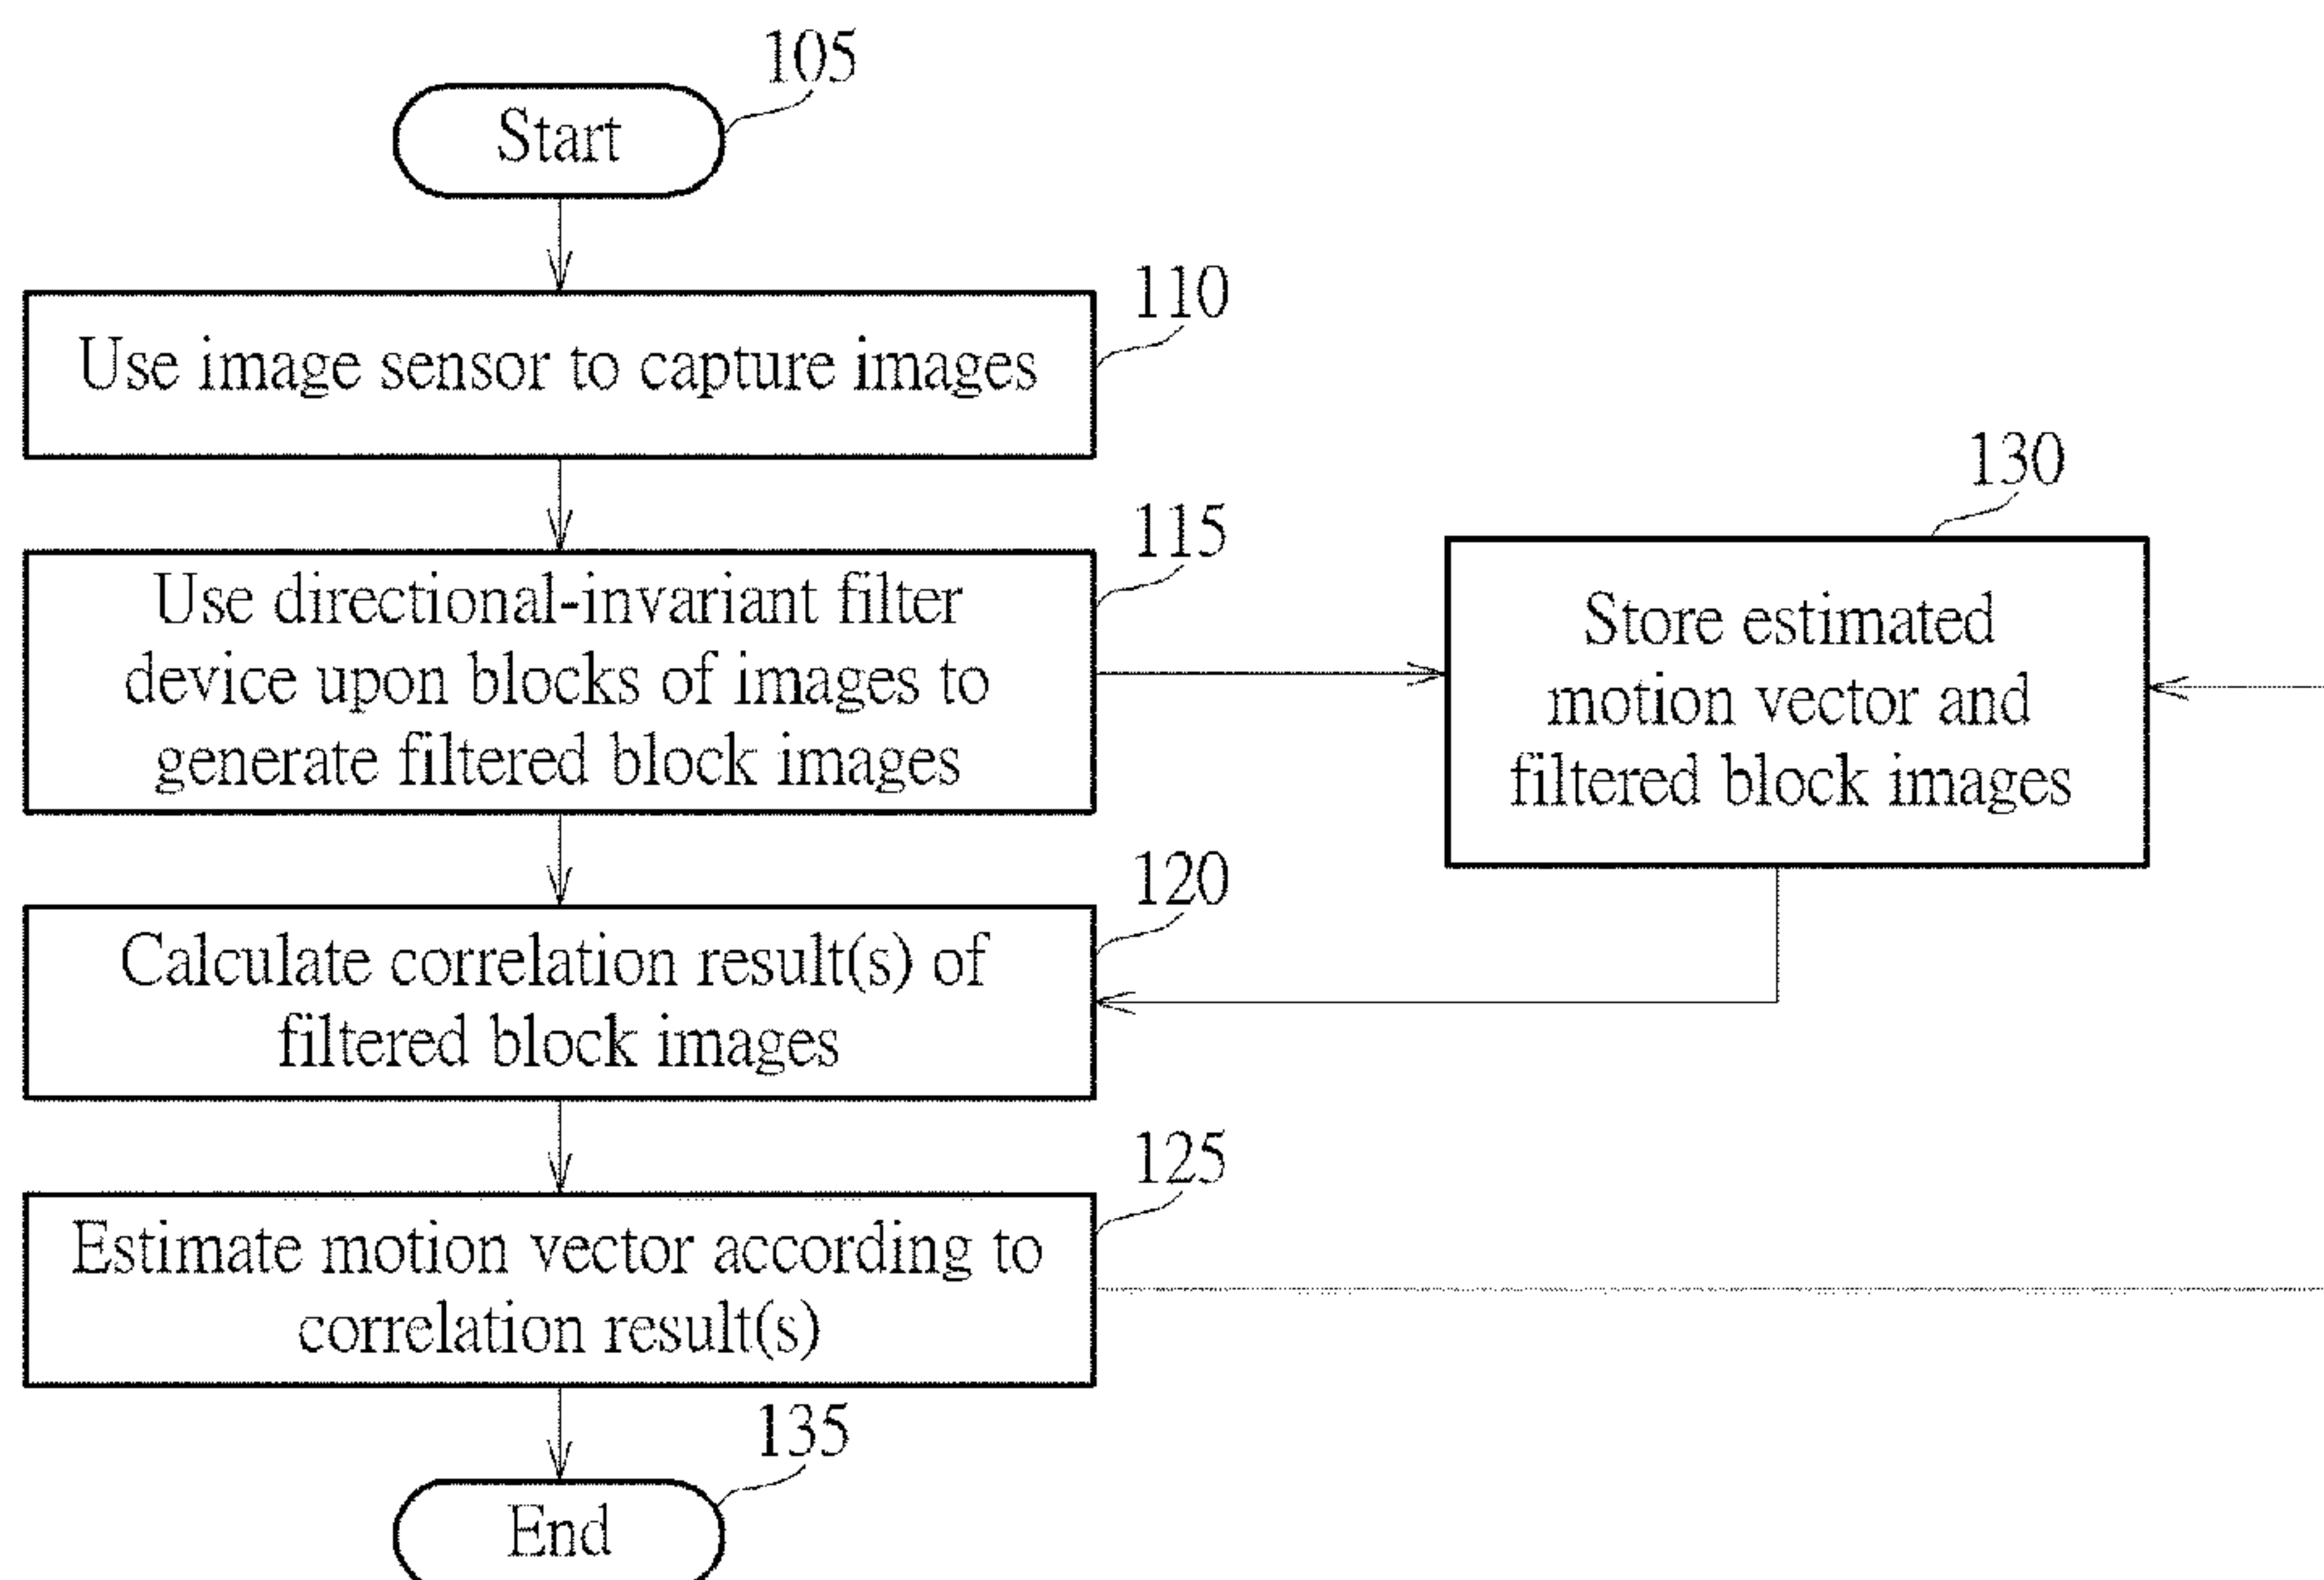 105
Start
110
Use image sensor to capture images
115
Use directional-invariant filter
device upon blocks of images to
generate filtered block images
130
Store estimated
motion vector and
filtered block images
120
Calculate correlation result(s) of
filtered block images
125
Estimate motion vector according to
correlation result(s)
135
End